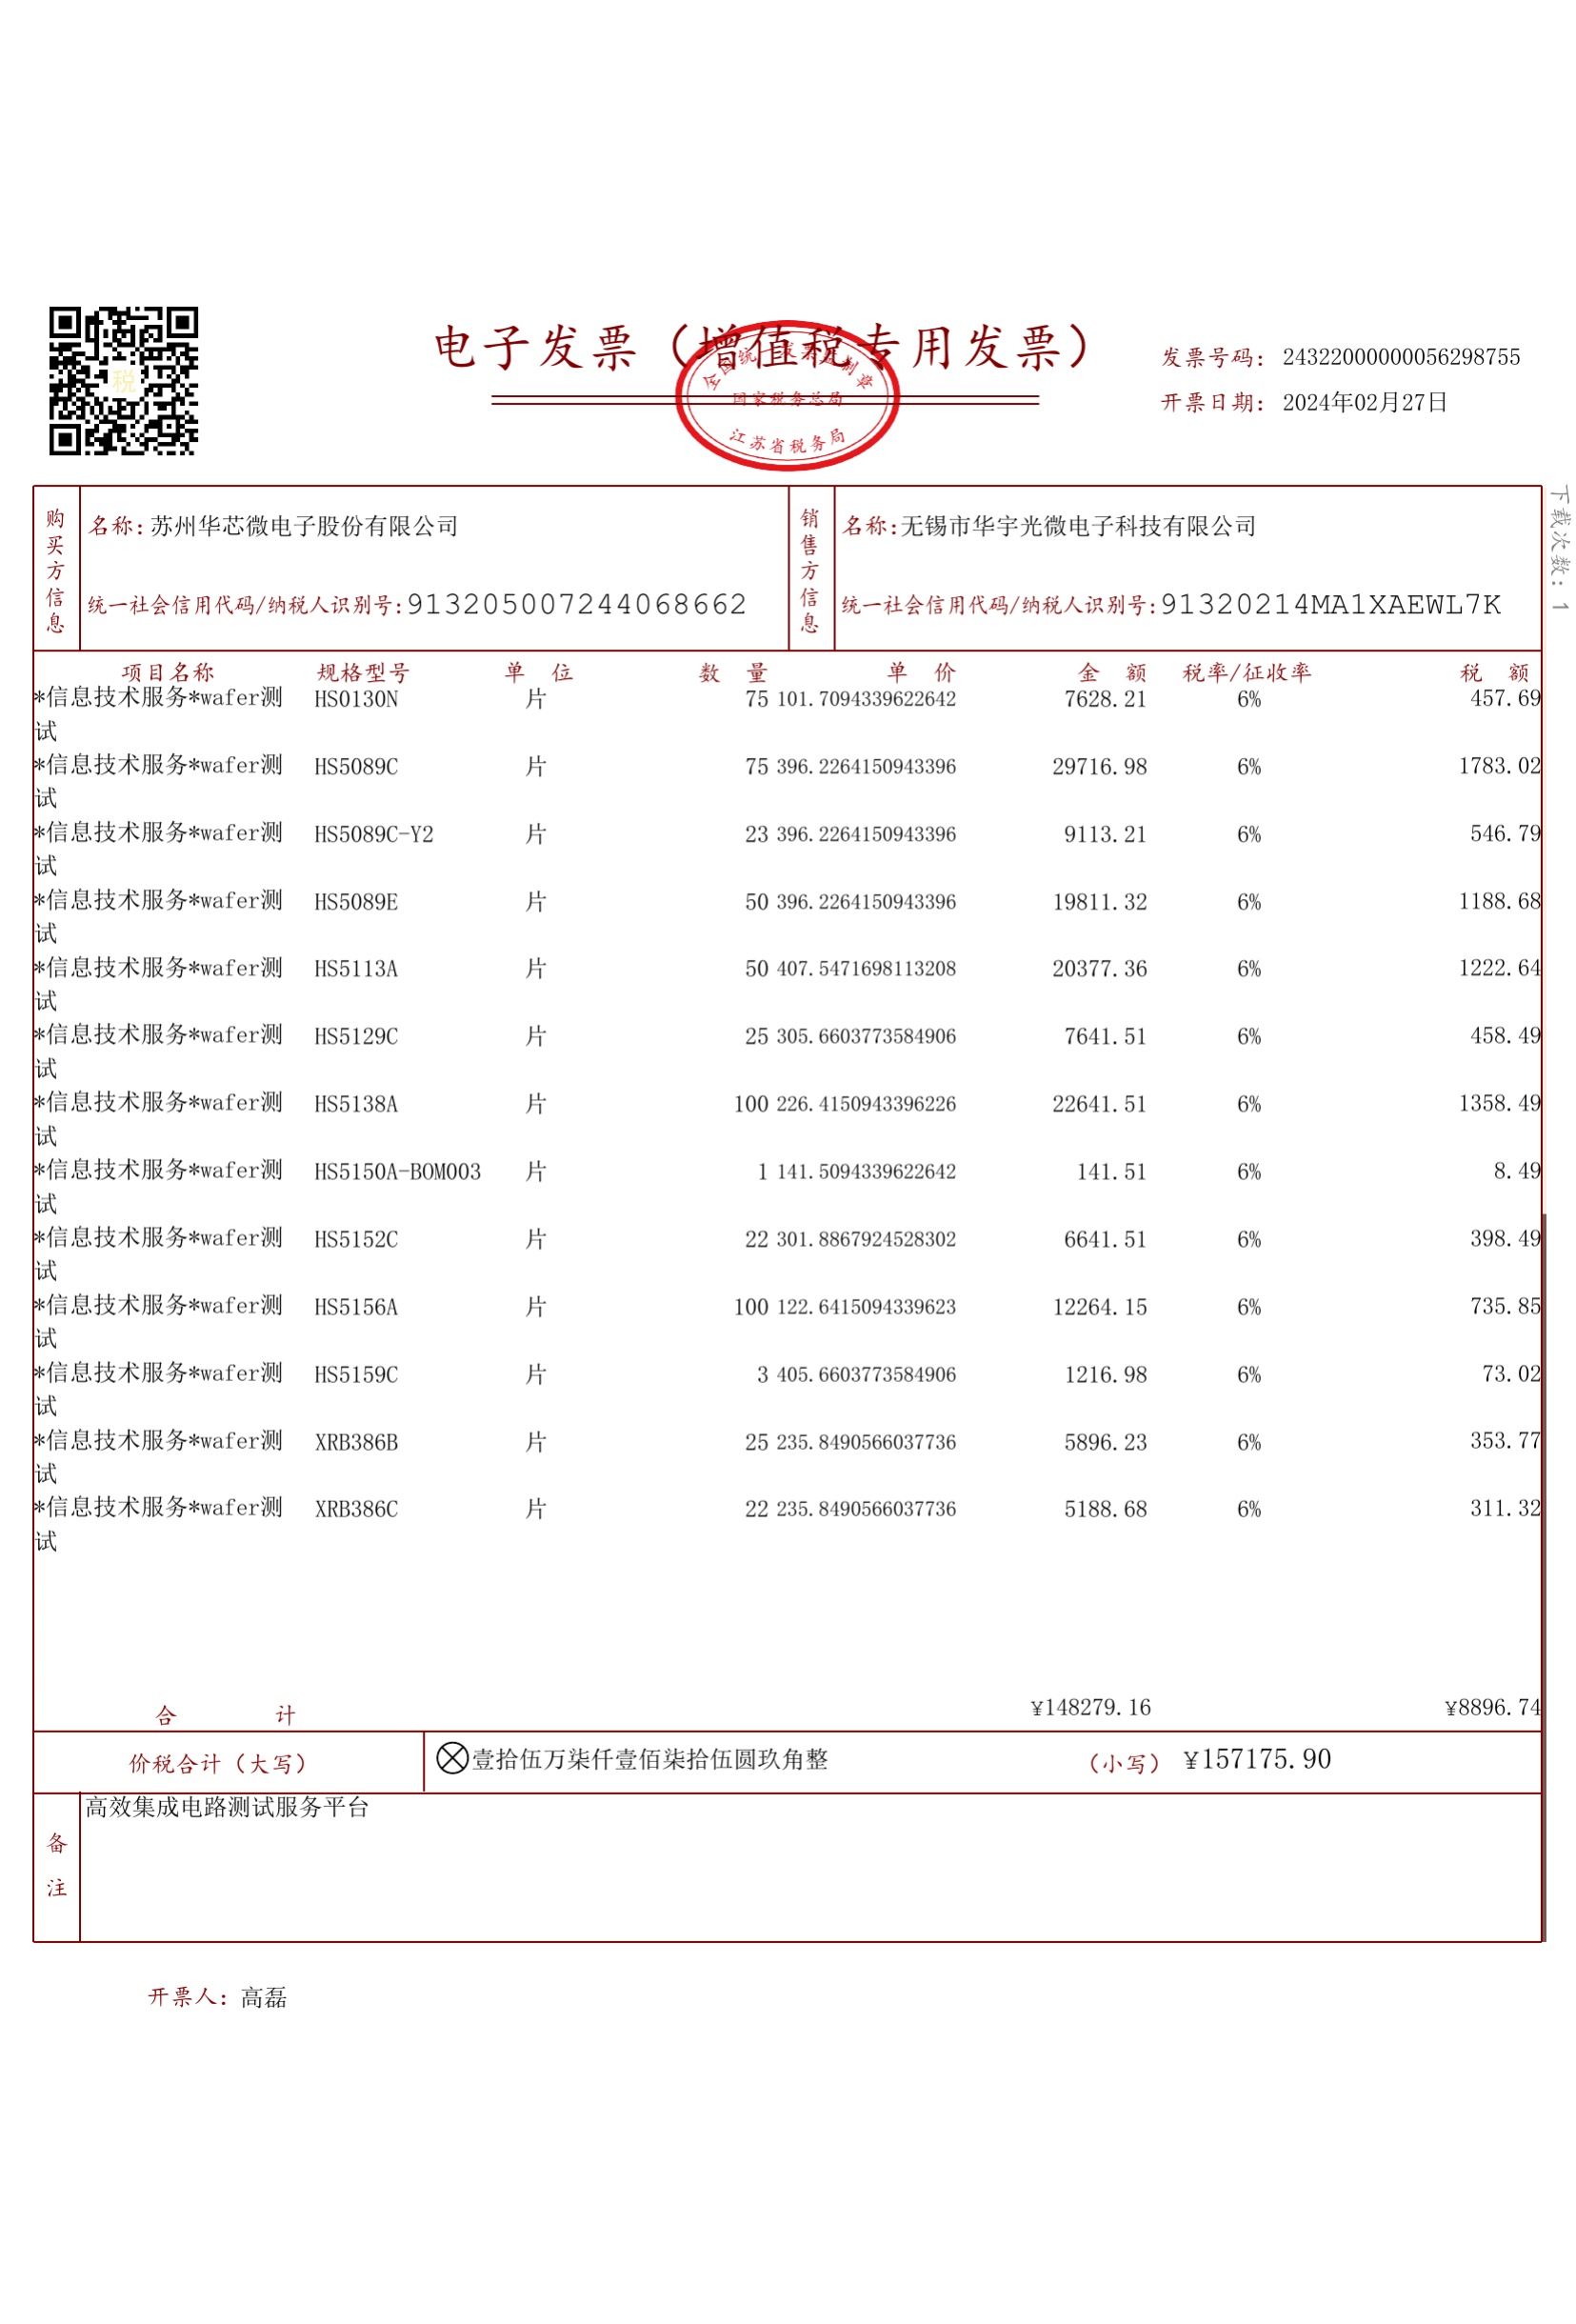 电子发票（增值税专用发票）
全国统一发票监制章
国家税务总局
江苏省税务局
税
发票号码： 24322000000056298755
开票日期： 2024年02月27日
下载次数：1
购买方信息
名称：苏州华芯微电子股份有限公司
统一社会信用代码/纳税人识别号：913205007244068662
销售方信息
名称：无锡市华宇光微电子科技有限公司
统一社会信用代码/纳税人识别号：91320214MA1XAEWL7K
项目名称 规格型号 单 位 数 量 单 价 金 额 税率/征收率 税 额
*信息技术服务*wafer测 HS0130N 片 75 101.7094339622642 7628.21 6% 457.69
试
*信息技术服务*wafer测 HS5089C 片 75 396.2264150943396 29716.98 6% 1783.02
试
*信息技术服务*wafer测 HS5089C-Y2 片 23 396.2264150943396 9113.21 6% 546.79
试
*信息技术服务*wafer测 HS5089E 片 50 396.2264150943396 19811.32 6% 1188.68
试
*信息技术服务*wafer测 HS5113A 片 50 407.5471698113208 20377.36 6% 1222.64
试
*信息技术服务*wafer测 HS5129C 片 25 305.6603773584906 7641.51 6% 458.49
试
*信息技术服务*wafer测 HS5138A 片 100 226.4150943396226 22641.51 6% 1358.49
试
*信息技术服务*wafer测 HS5150A-BOM003 片 1 141.5094339622642 141.51 6% 8.49
试
*信息技术服务*wafer测 HS5152C 片 22 301.8867924528302 6641.51 6% 398.49
试
*信息技术服务*wafer测 HS5156A 片 100 122.6415094339623 12264.15 6% 735.85
试
*信息技术服务*wafer测 HS5159C 片 3 405.6603773584906 1216.98 6% 73.02
试
*信息技术服务*wafer测 XRB386B 片 25 235.8490566037736 5896.23 6% 353.77
试
*信息技术服务*wafer测 XRB386C 片 22 235.8490566037736 5188.68 6% 311.32
试
合 计 ¥148279.16 ¥8896.74
价税合计（大写） 壹拾伍万柒仟壹佰柒拾伍圆玖角整 （小写） ¥157175.90
备注
高效集成电路测试服务平台
开票人：高磊